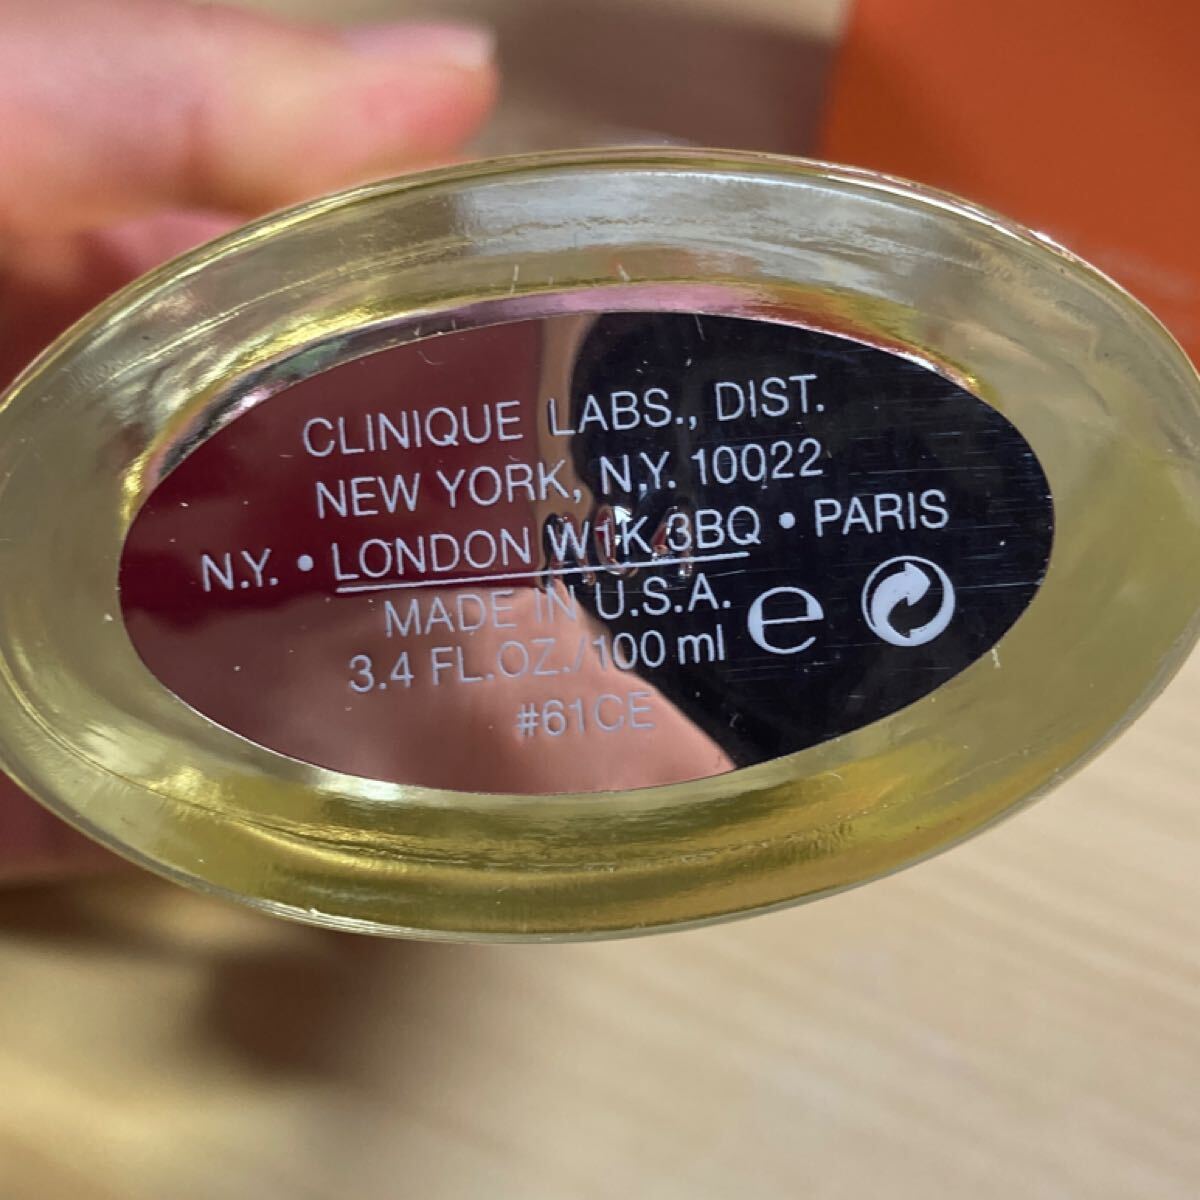 CLINIQUE LABS., DIST.
NEW YORK, N.Y. 10022
N.Y. • LONDON W1K 3BQ • PARIS
MADE IN U.S.A.
3.4 FL.OZ./100 ml ℮
#61CE